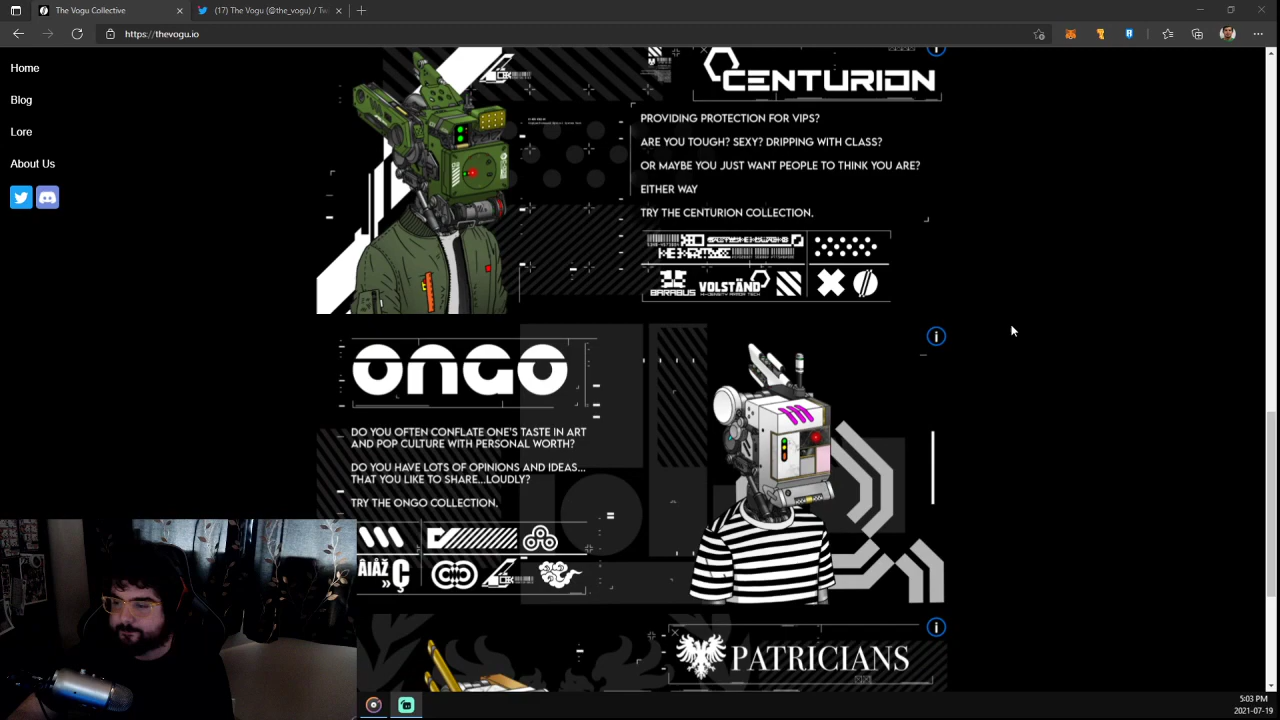 The Vogu Collective
(17) The Vogu (@the_vogu) / Tw
https://thevogu.io
Home
Blog
Lore
About Us
CENTURION
PROVIDING PROTECTION FOR VIPS?
ARE YOU TOUGH? SEXY? DRIPPING WITH CLASS?
OR MAYBE YOU JUST WANT PEOPLE TO THINK YOU ARE?
EITHER WAY
TRY THE CENTURION COLLECTION.
BARABUS
VOLSTÄND
HI-DENSITY ARMOR TECH
ONGO
DO YOU OFTEN CONFLATE ONE'S TASTE IN ART
AND POP CULTURE WITH PERSONAL WORTH?
DO YOU HAVE LOTS OF OPINIONS AND IDEAS...
THAT YOU LIKE TO SHARE...LOUDLY?
TRY THE ONGO COLLECTION.
PATRICIANS
5:03 PM
2021-07-19